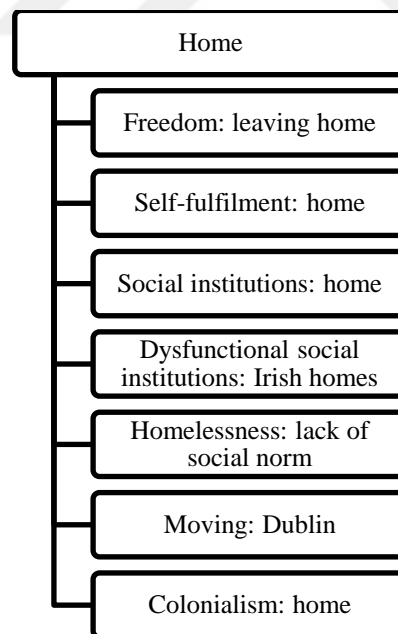 Home
Freedom: leaving home
Self-fulfilment: home
Social institutions: home
Dysfunctional social
institutions: Irish homes
Homelessness: lack of
social norm
Moving: Dublin
Colonialism: home